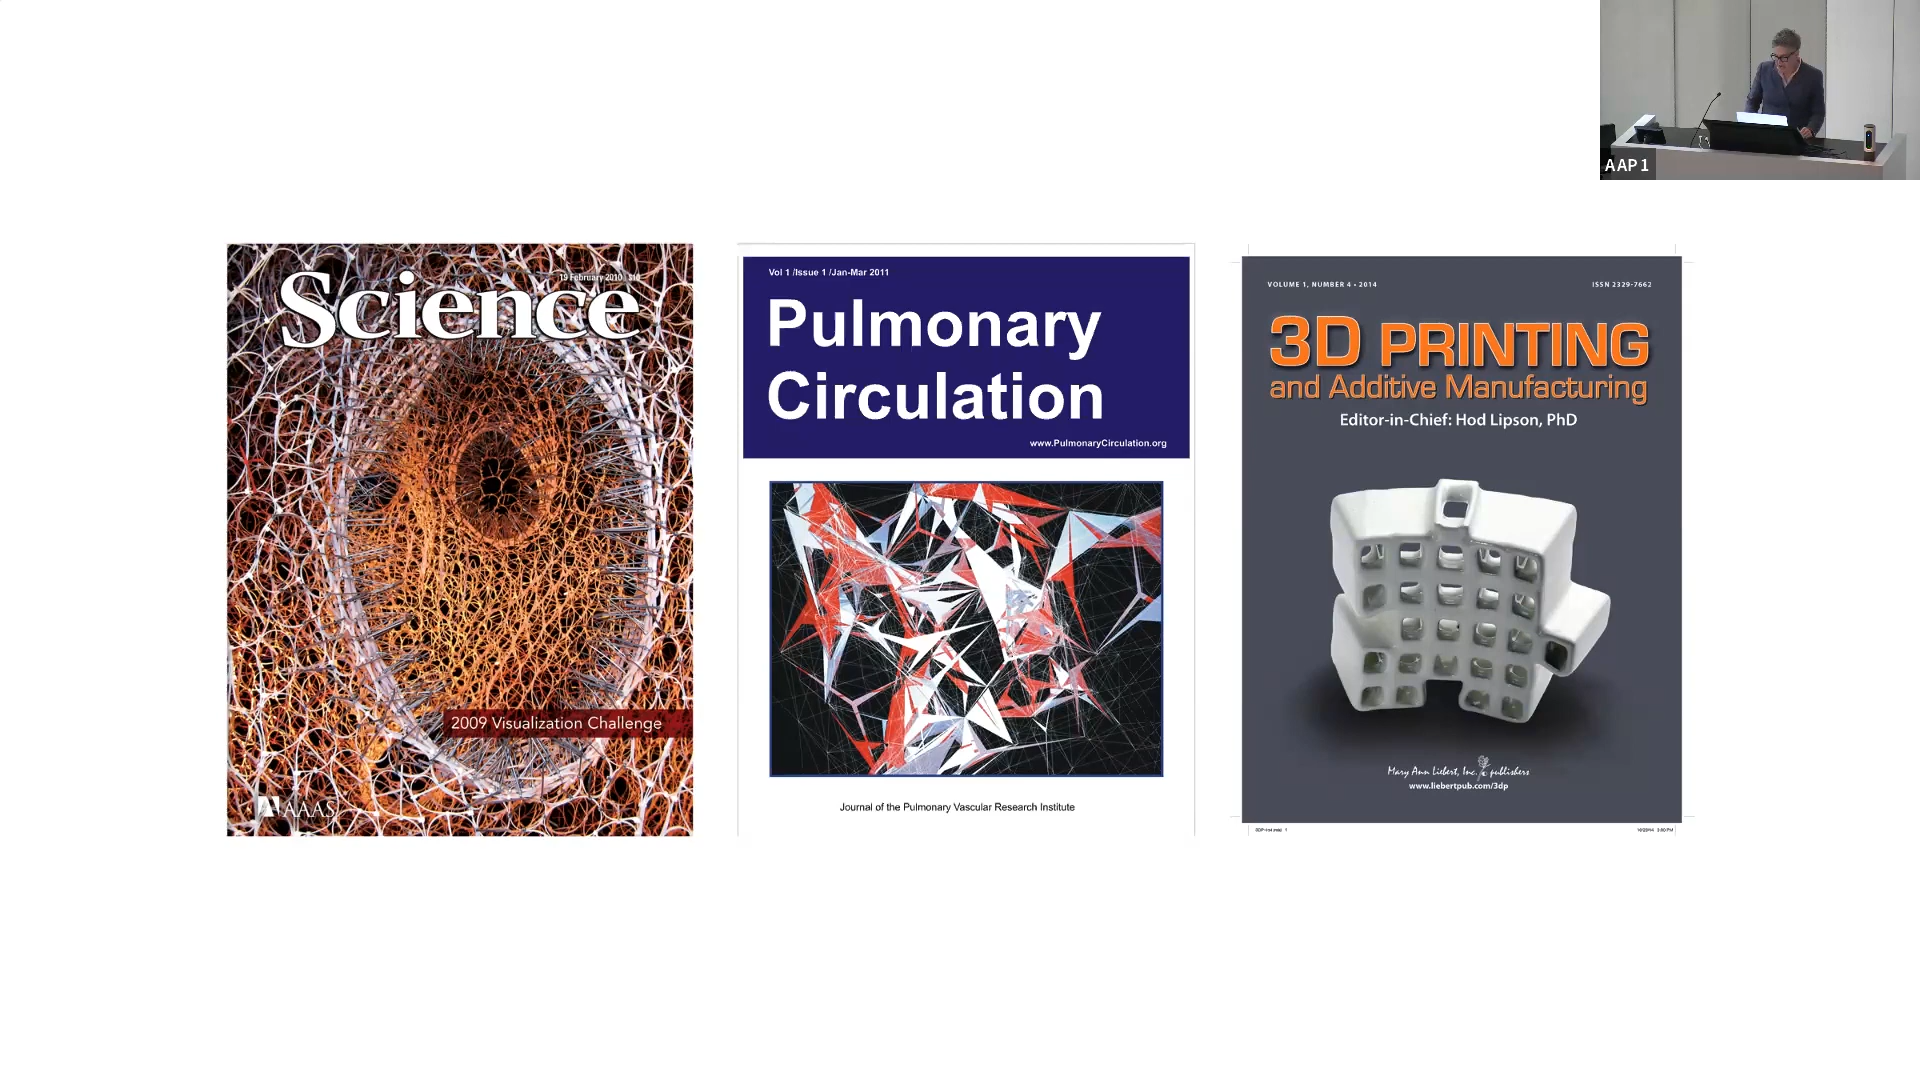 AAP 1
19 February 2010 $10
Science
2009 Visualization Challenge
AAAS
Vol 1 /Issue 1 /Jan-Mar 2011
Pulmonary
Circulation
www.PulmonaryCirculation.org
Journal of the Pulmonary Vascular Research Institute
VOLUME 1, NUMBER 4 • 2014
ISSN 2329-7662
3D PRINTING
and Additive Manufacturing
Editor-in-Chief: Hod Lipson, PhD
Mary Ann Liebert, Inc. publishers
www.liebertpub.com/3dp